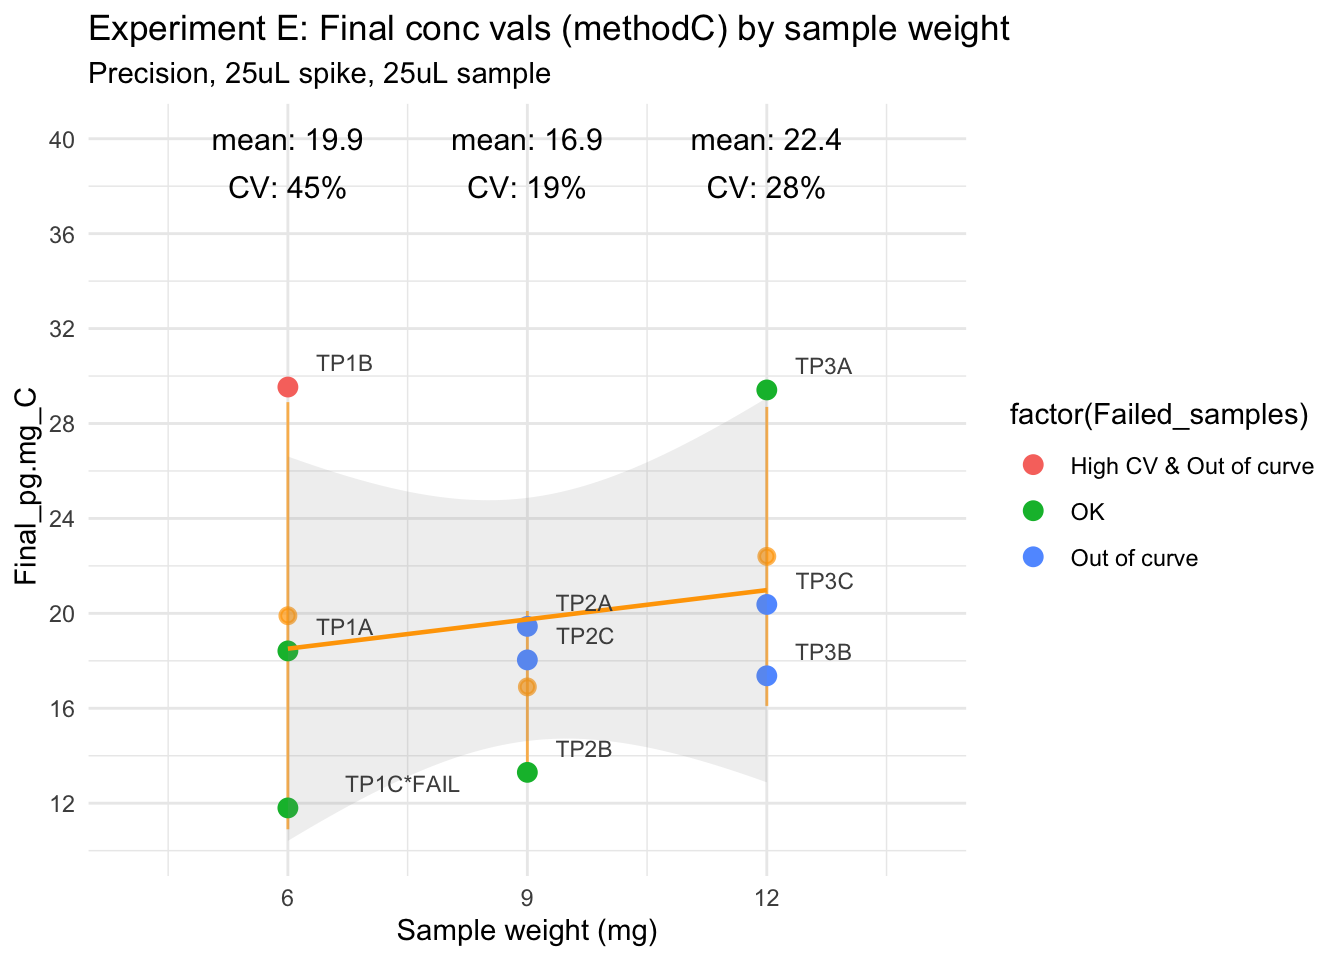 Experiment E: Final conc vals (methodC) by sample weight
Precision, 25uL spike, 25uL sample
mean: 19.9
mean: 16.9
mean: 22.4
CV: 45%
CV: 19%
CV: 28%
40
36
32
28
24
20
16
12
Final_pg.mg_C
TP1B
TP3A
TP3C
TP2A
TP1A
TP2C
TP3B
TP2B
TP1C*FAIL
6
9
12
Sample weight (mg)
factor(Failed_samples)
High CV & Out of curve
OK
Out of curve